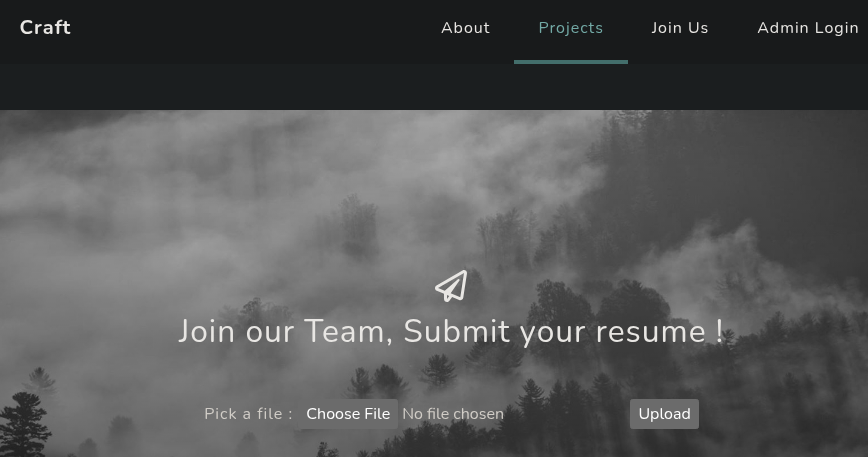 Craft About Projects Join Us Admin Login
Join our Team, Submit your resume !
Pick a file : Choose File No file chosen Upload